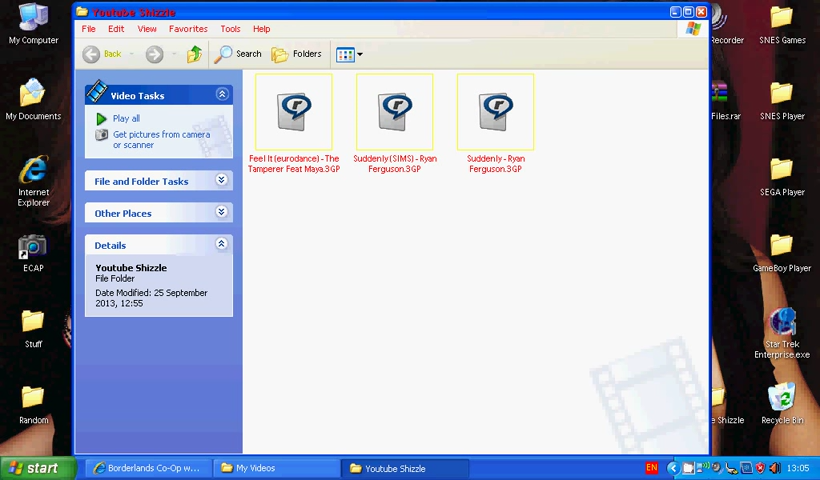 Youtube Shizzle
File Edit View Favorites Tools Help
Back Search Folders
Video Tasks
Play all
Get pictures from camera
or scanner
File and Folder Tasks
Other Places
Details
Youtube Shizzle
File Folder
Date Modified: 25 September
2013, 12:55
Feel It (eurodance) - The
Tamperer Feat Maya.3GP
Suddenly (SIMS) - Ryan
Ferguson.3GP
Suddenly - Ryan
Ferguson.3GP
My Computer
My Documents
Internet
Explorer
ECAP
Stuff
Random
Recorder
Files.rar
e Shizzle
SNES Games
SNES Player
SEGA Player
GameBoy Player
Star Trek
Enterprise.exe
Recycle Bin
start
Borderlands Co-Op w...
My Videos
Youtube Shizzle
EN
13:05